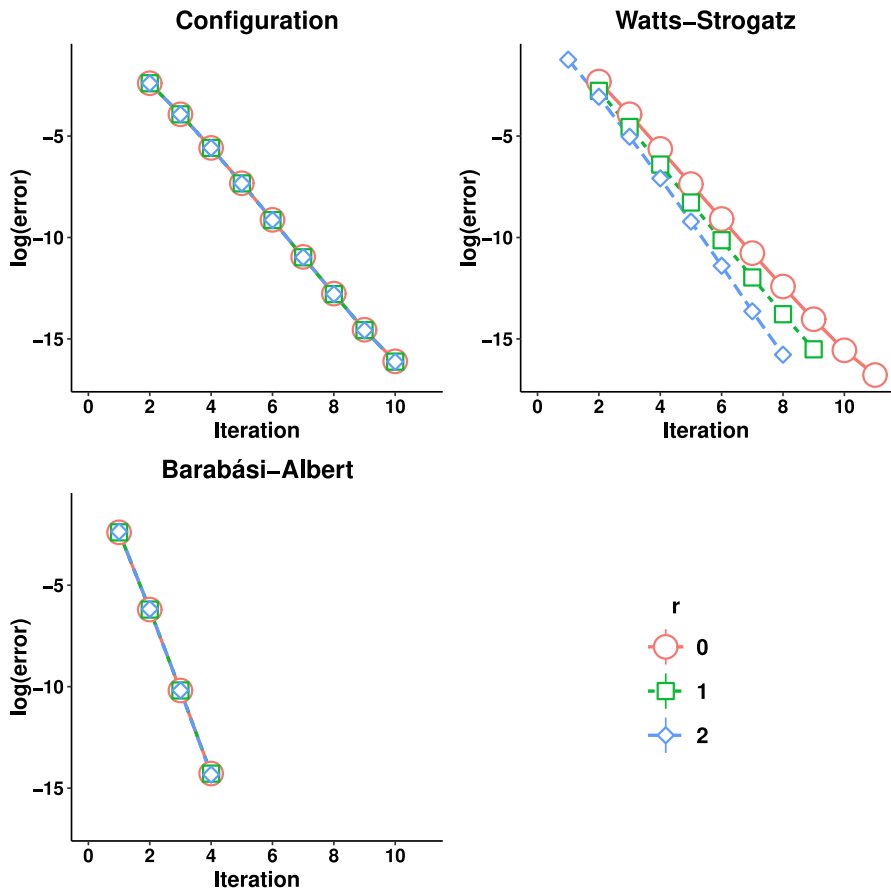 Configuration
log(error)
−5
−10
−15
0 2 4 6 8 10
Iteration
Watts−Strogatz
log(error)
−5
−10
−15
0 2 4 6 8 10
Iteration
Barabási−Albert
log(error)
−5
−10
−15
0 2 4 6 8 10
Iteration
r
0
1
2